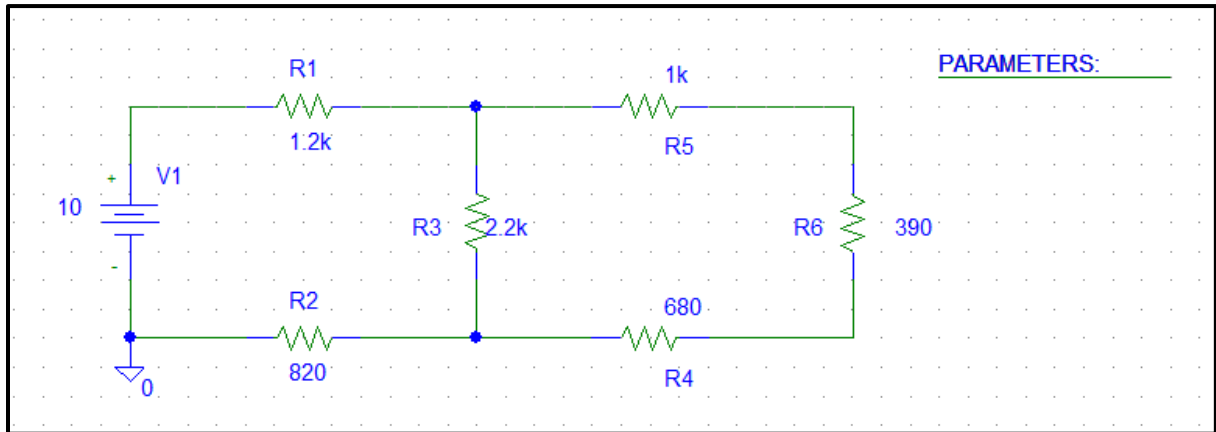 R1
1k
PARAMETERS:
1.2k
R5
+
V1
10
R3
2.2k
R6
390
-
R2
680
820
R4
0